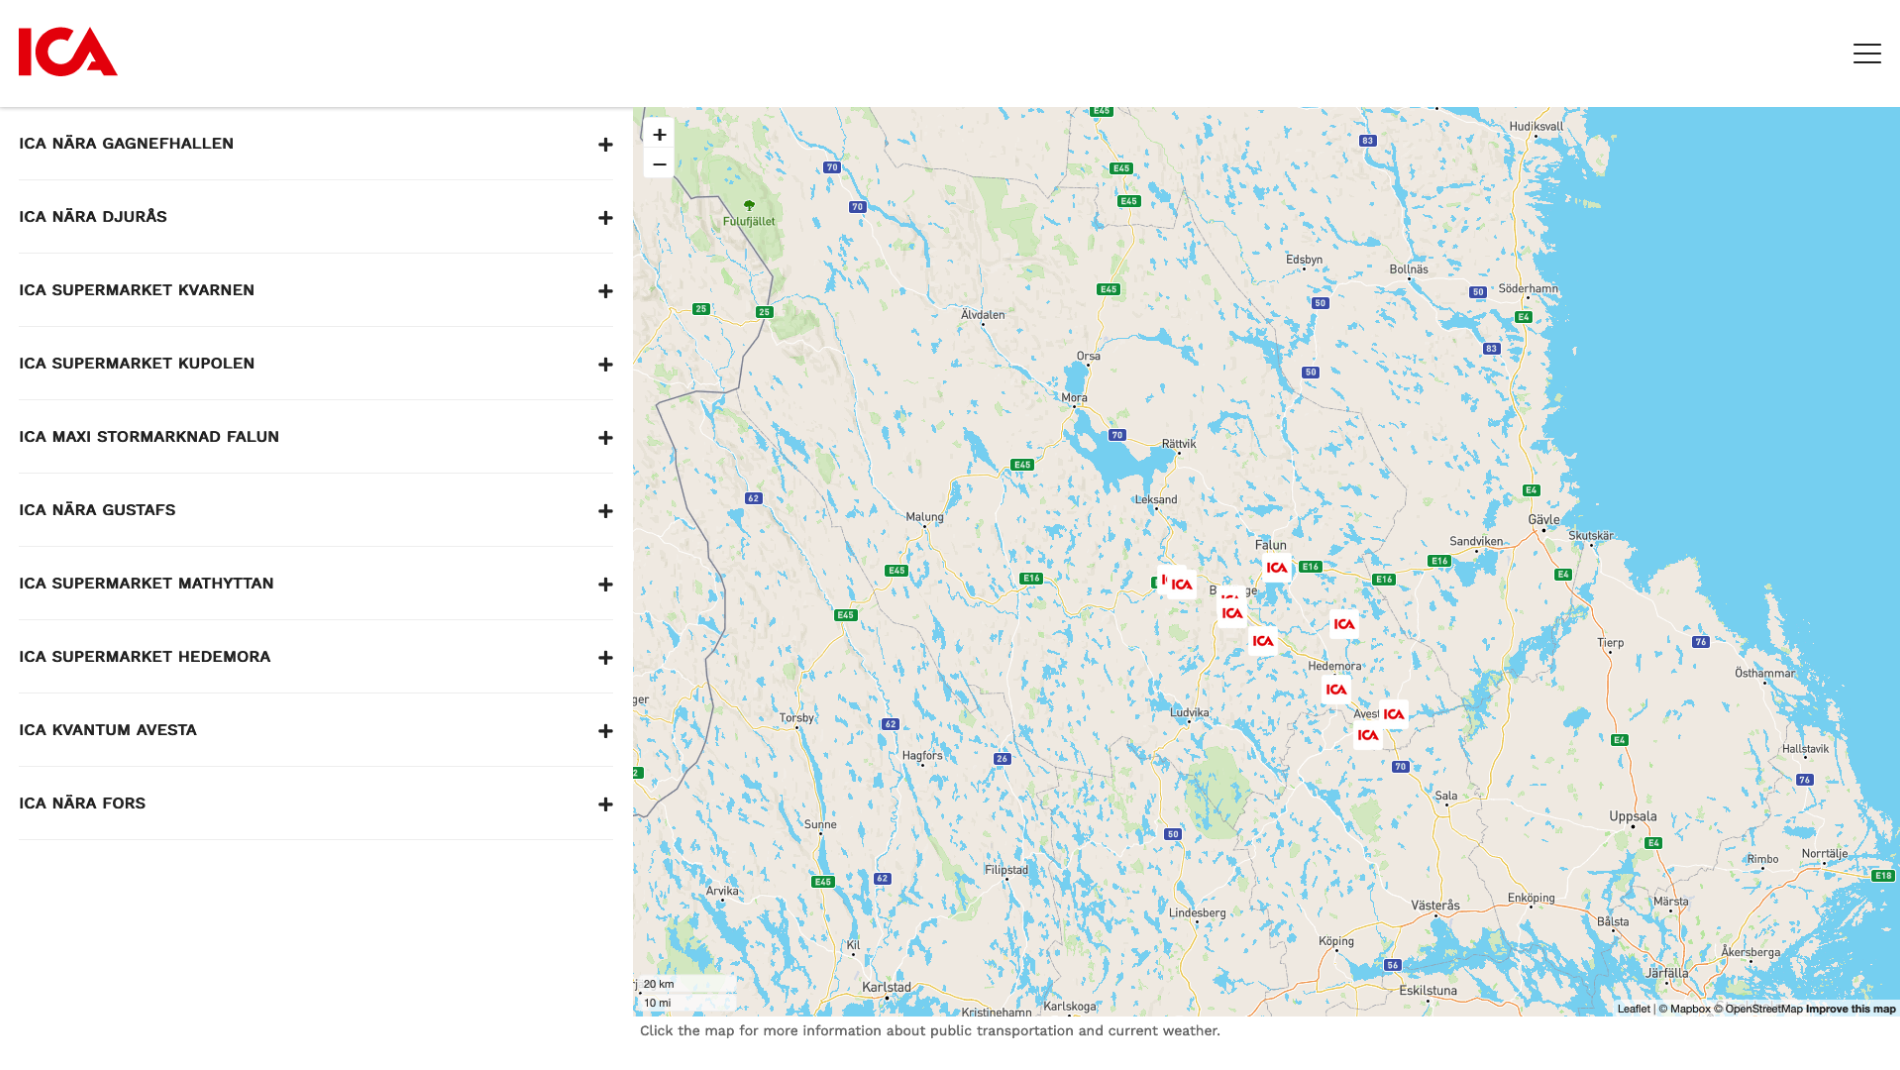 ICA
ICA NÄRA GAGNEFHALLEN
ICA NÄRA DJURÅS
ICA SUPERMARKET KVARNEN
ICA SUPERMARKET KUPOLEN
ICA MAXI STORMARKNAD FALUN
ICA NÄRA GUSTAFS
ICA SUPERMARKET MATHYTTAN
ICA SUPERMARKET HEDEMORA
ICA KVANTUM AVESTA
ICA NÄRA FORS
+
−
E45
Hudiksvall
83
70
E45
E45
70
Fulufjället
Edsbyn
Bollnäs
Söderhamn
E45
50
50
25
25
Älvdalen
E4
83
Orsa
50
Mora
70
Rättvik
E45
E4
62
Leksand
Malung
Gävle
Skutskär
Sandviken
Falun
E16
ICA
E16
E45
E16
E16
E4
ICA
ICA
E45
ICA
ICA
Tierp
76
Hedemora
Östhammar
ICA
ger
Torsby
62
Ludvika
ICA
ICA
E4
Hallstavik
Hagfors
26
70
2
76
Sala
Sunne
50
Uppsala
E4
Rimbo
Norrtälje
Filipstad
E18
E45
62
Arvika
Enköping
Märsta
Västerås
Lindesberg
Bålsta
Kil
Köping
Åkersberga
56
Järfälla
20 km
Karlstad
Eskilstuna
10 mi
Kristinehamn
Karlskoga
Leaflet | © Mapbox © OpenStreetMap Improve this map
Click the map for more information about public transportation and current weather.